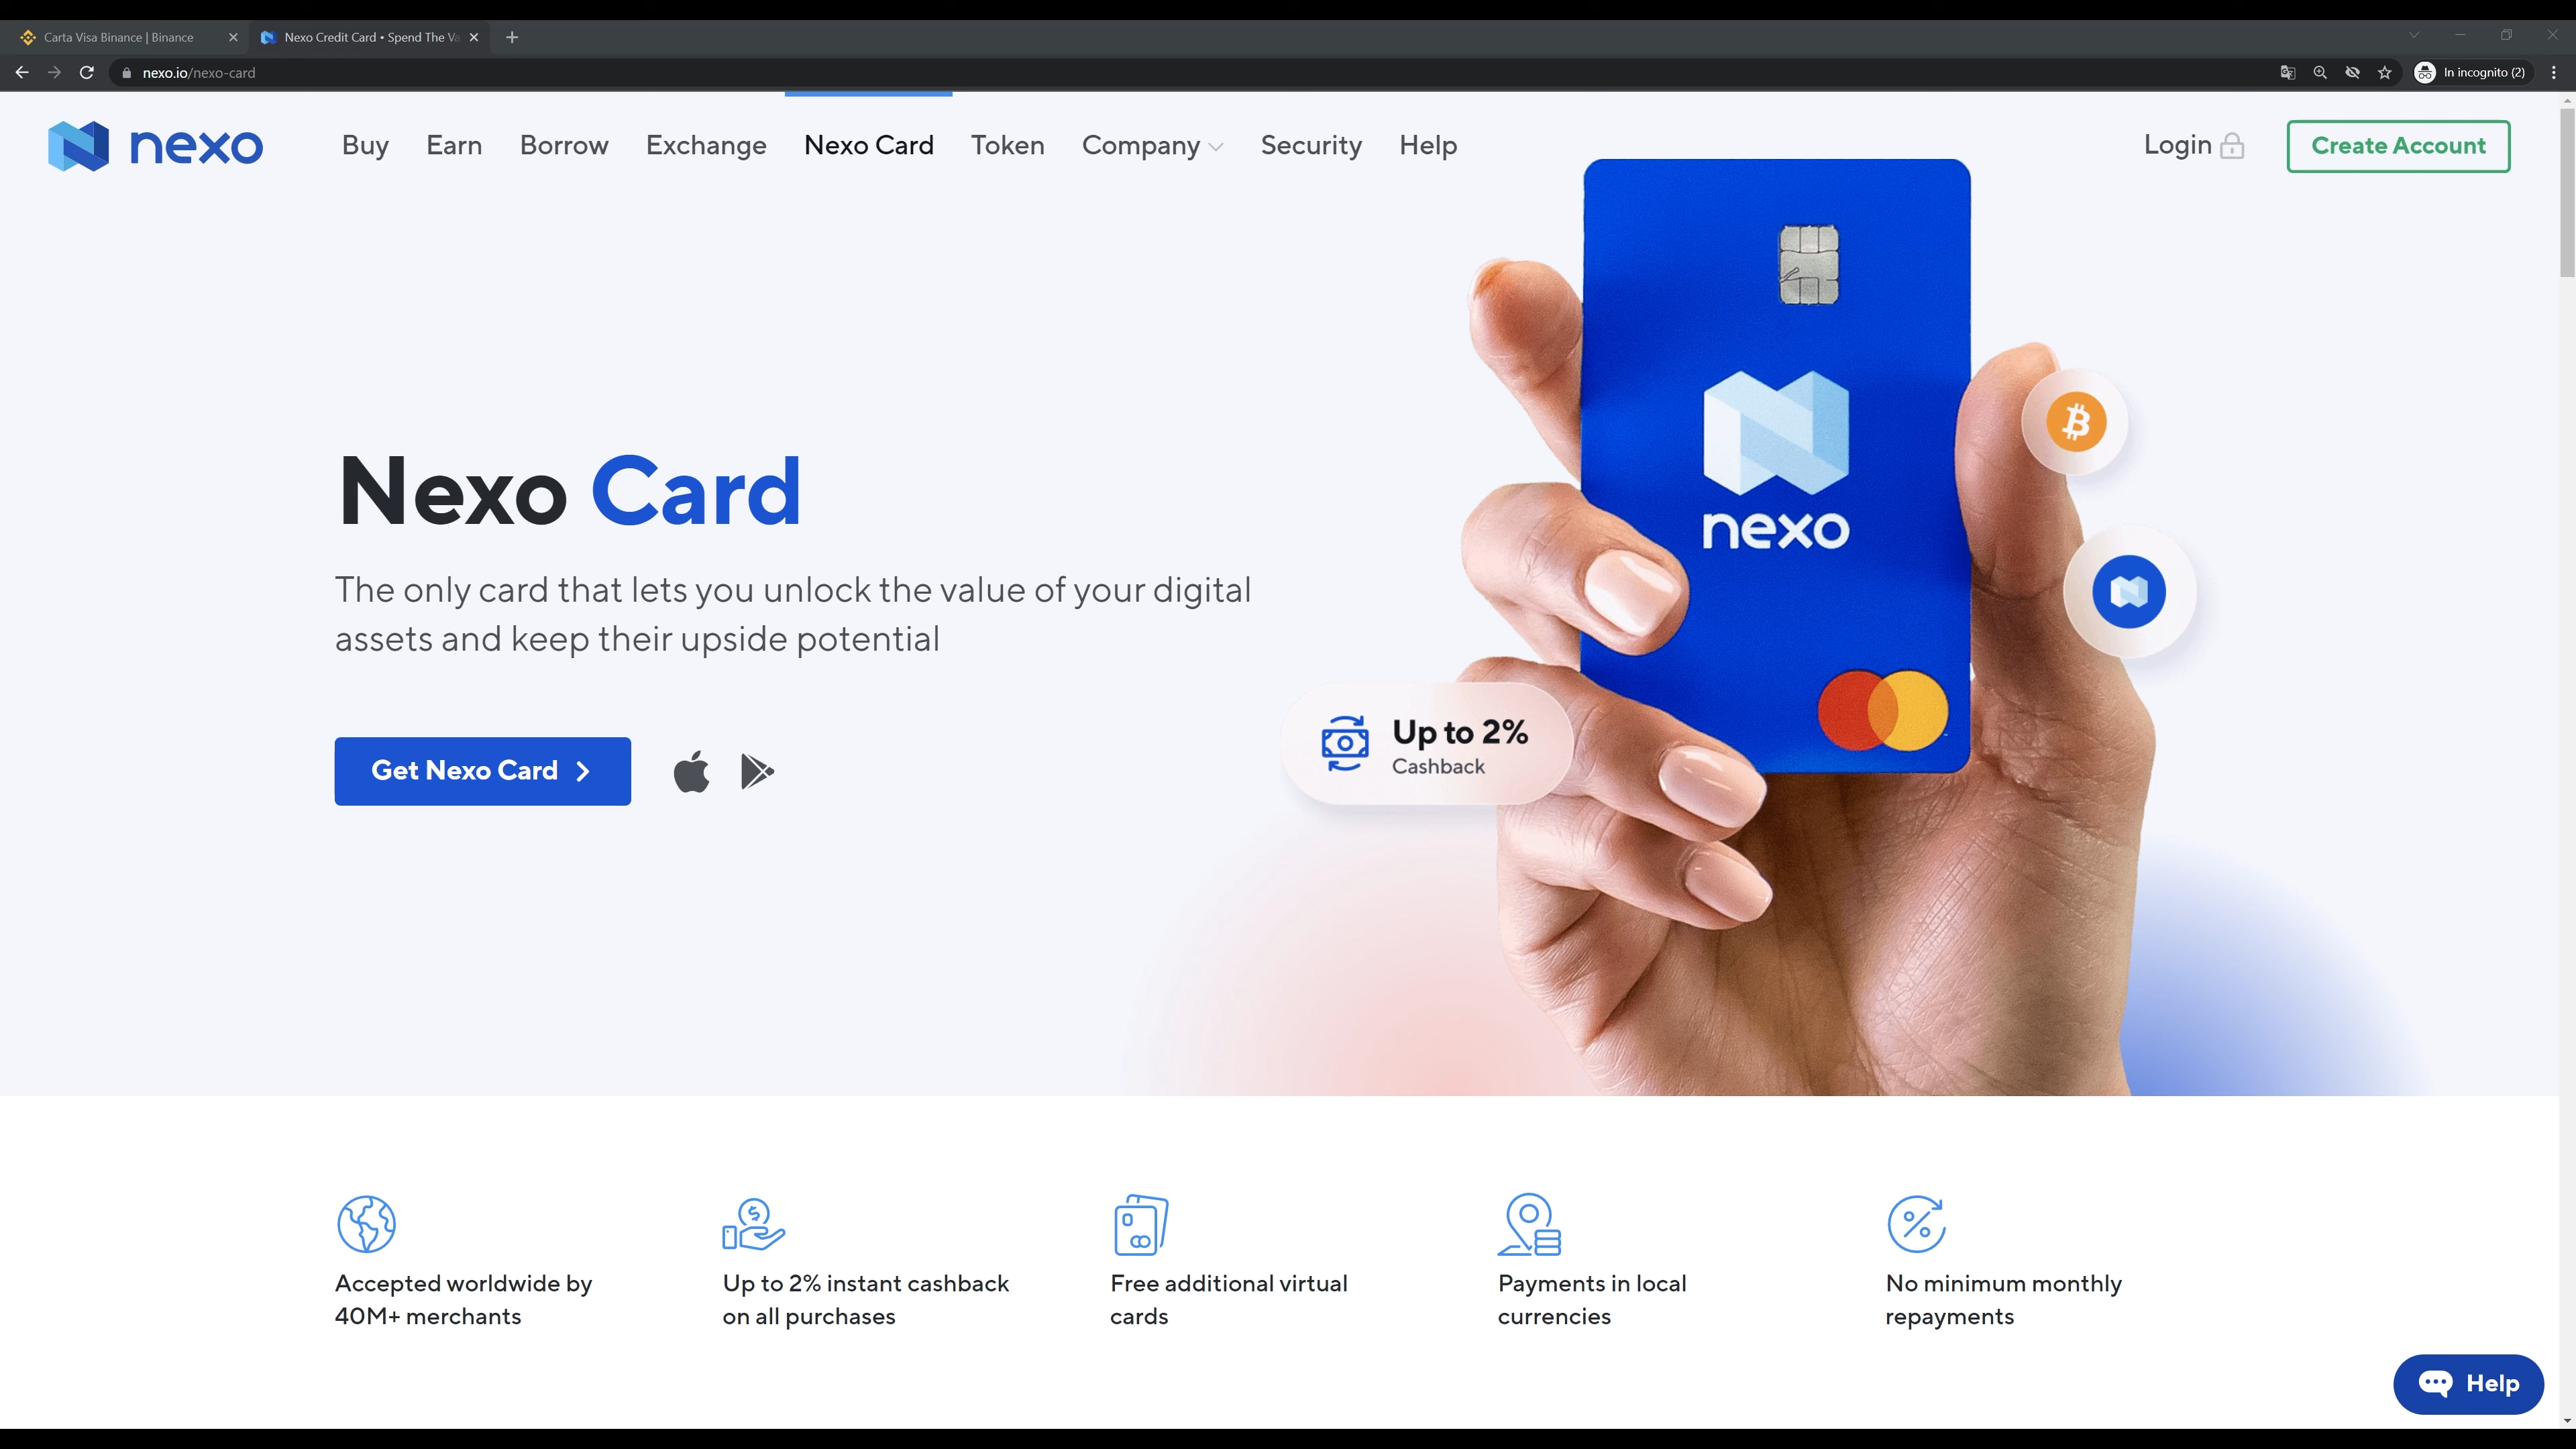 Carta Visa Binance | Binance
Nexo Credit Card • Spend The Va
nexo.io/nexo-card
In incognito (2)
nexo
Buy
Earn
Borrow
Exchange
Nexo Card
Token
Company
Security
Help
Login
Create Account
nexo
Nexo Card
The only card that lets you unlock the value of your digital
assets and keep their upside potential
Get Nexo Card
Up to 2%
Cashback
Accepted worldwide by
40M+ merchants
Up to 2% instant cashback
on all purchases
Free additional virtual
cards
Payments in local
currencies
No minimum monthly
repayments
Help